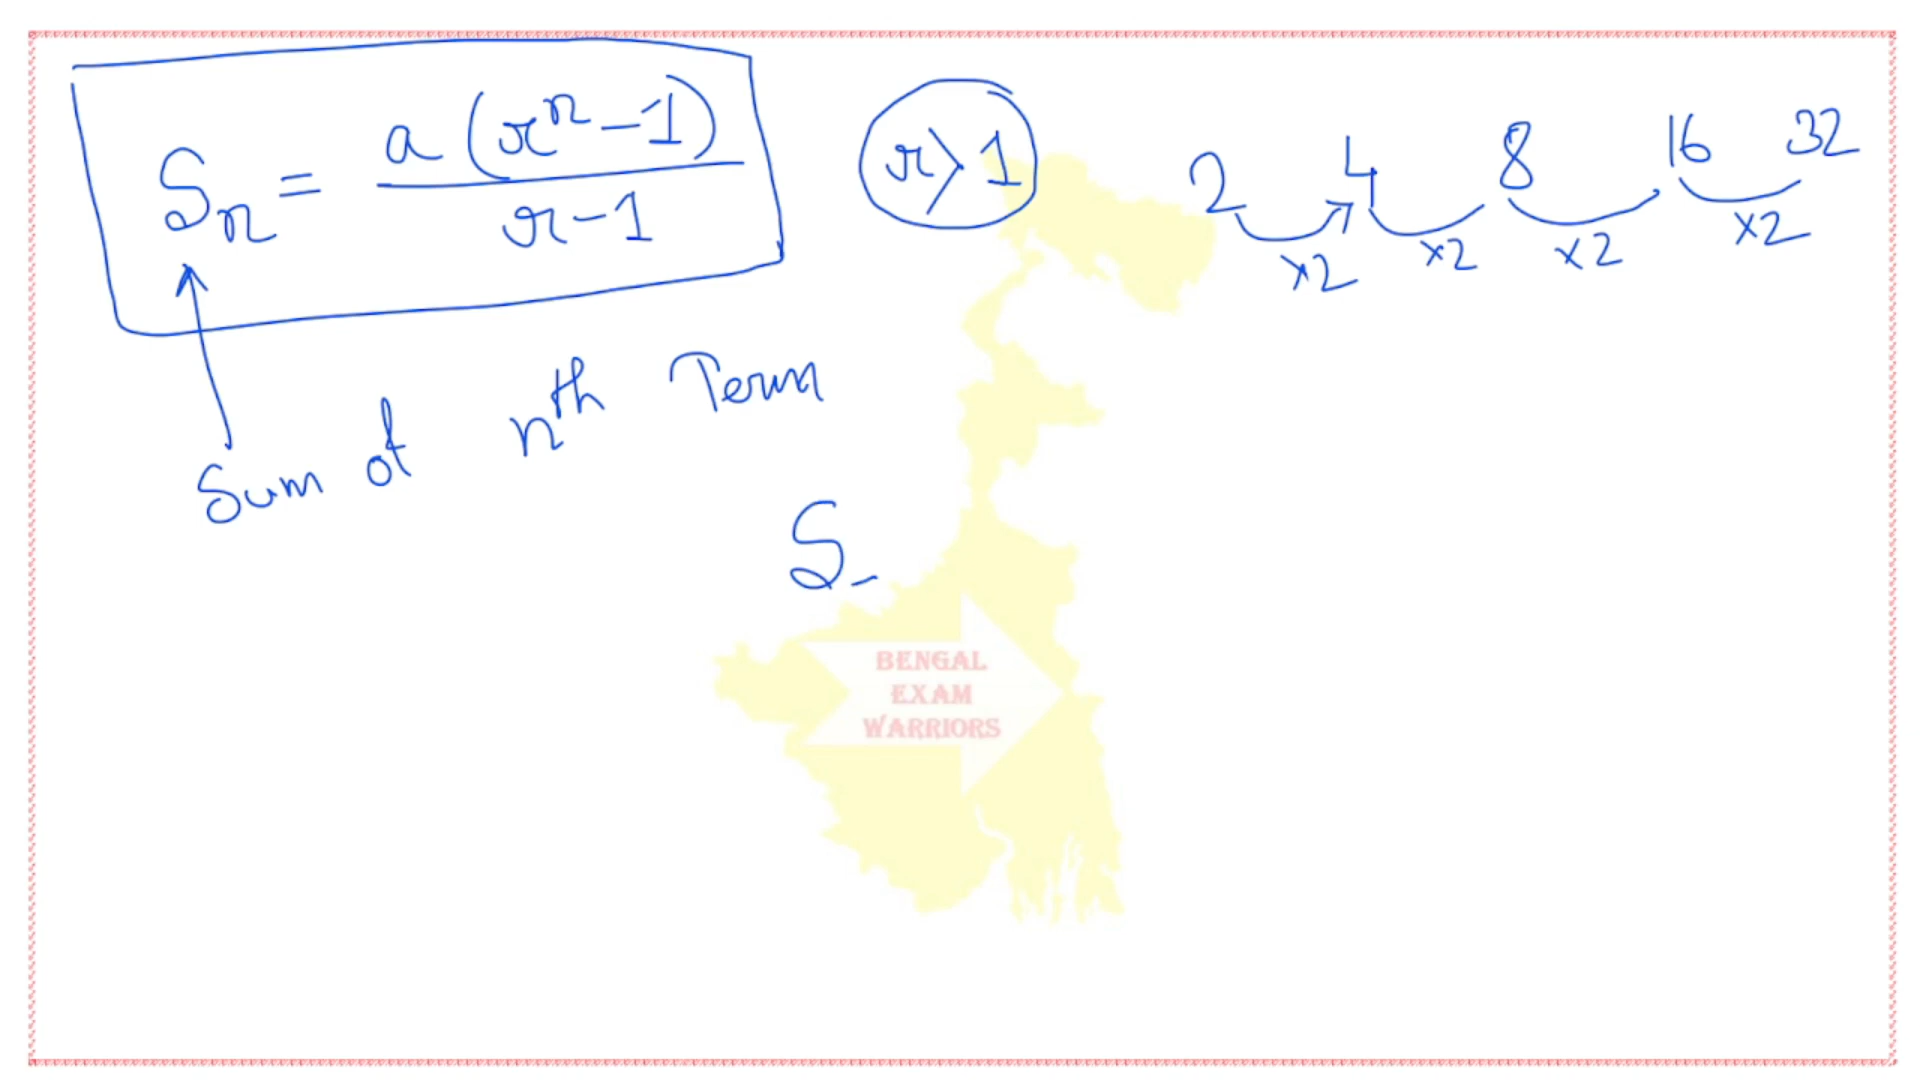 Sn = a (r^n - 1) / r - 1
r > 1
2 4 8 16 32
×2 ×2 ×2 ×2
Sum of nth Term
S-
BENGAL
EXAM
WARRIORS